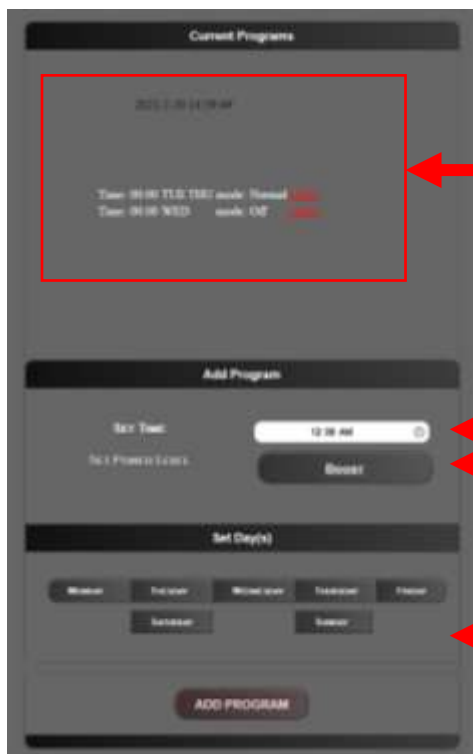 Current Programs
Time: 00:00 TUE THU mode: Normal
Time: 00:00 WED mode: Off
Add Program
SET TIME
12:38 AM
SET POWER LEVEL
BOOST
Set Day(s)
MONDAY TUESDAY WEDNESDAY THURSDAY FRIDAY
SATURDAY SUNDAY
ADD PROGRAM